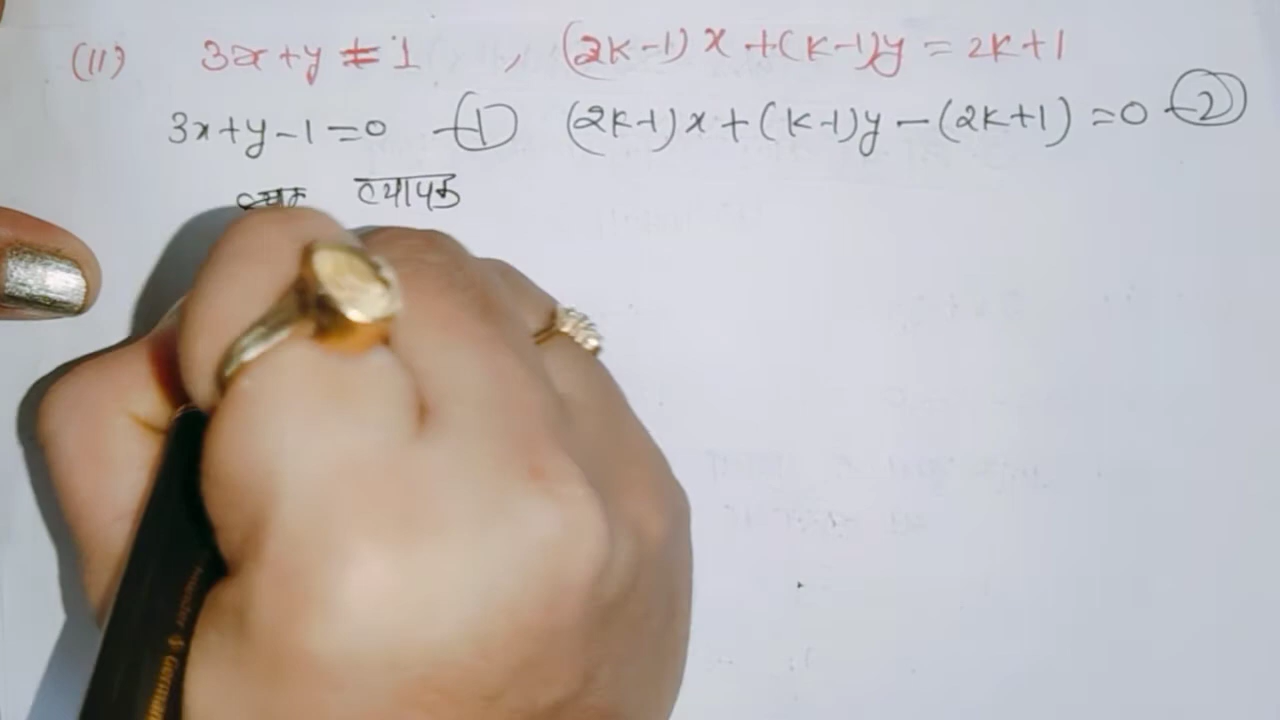 (11) 3x+y=1 , (2k-1)x+(k-1)y=2k+1
3x+y-1=0 -① (2k-1)x+(k-1)y-(2k+1)=0 -②
व्यापक